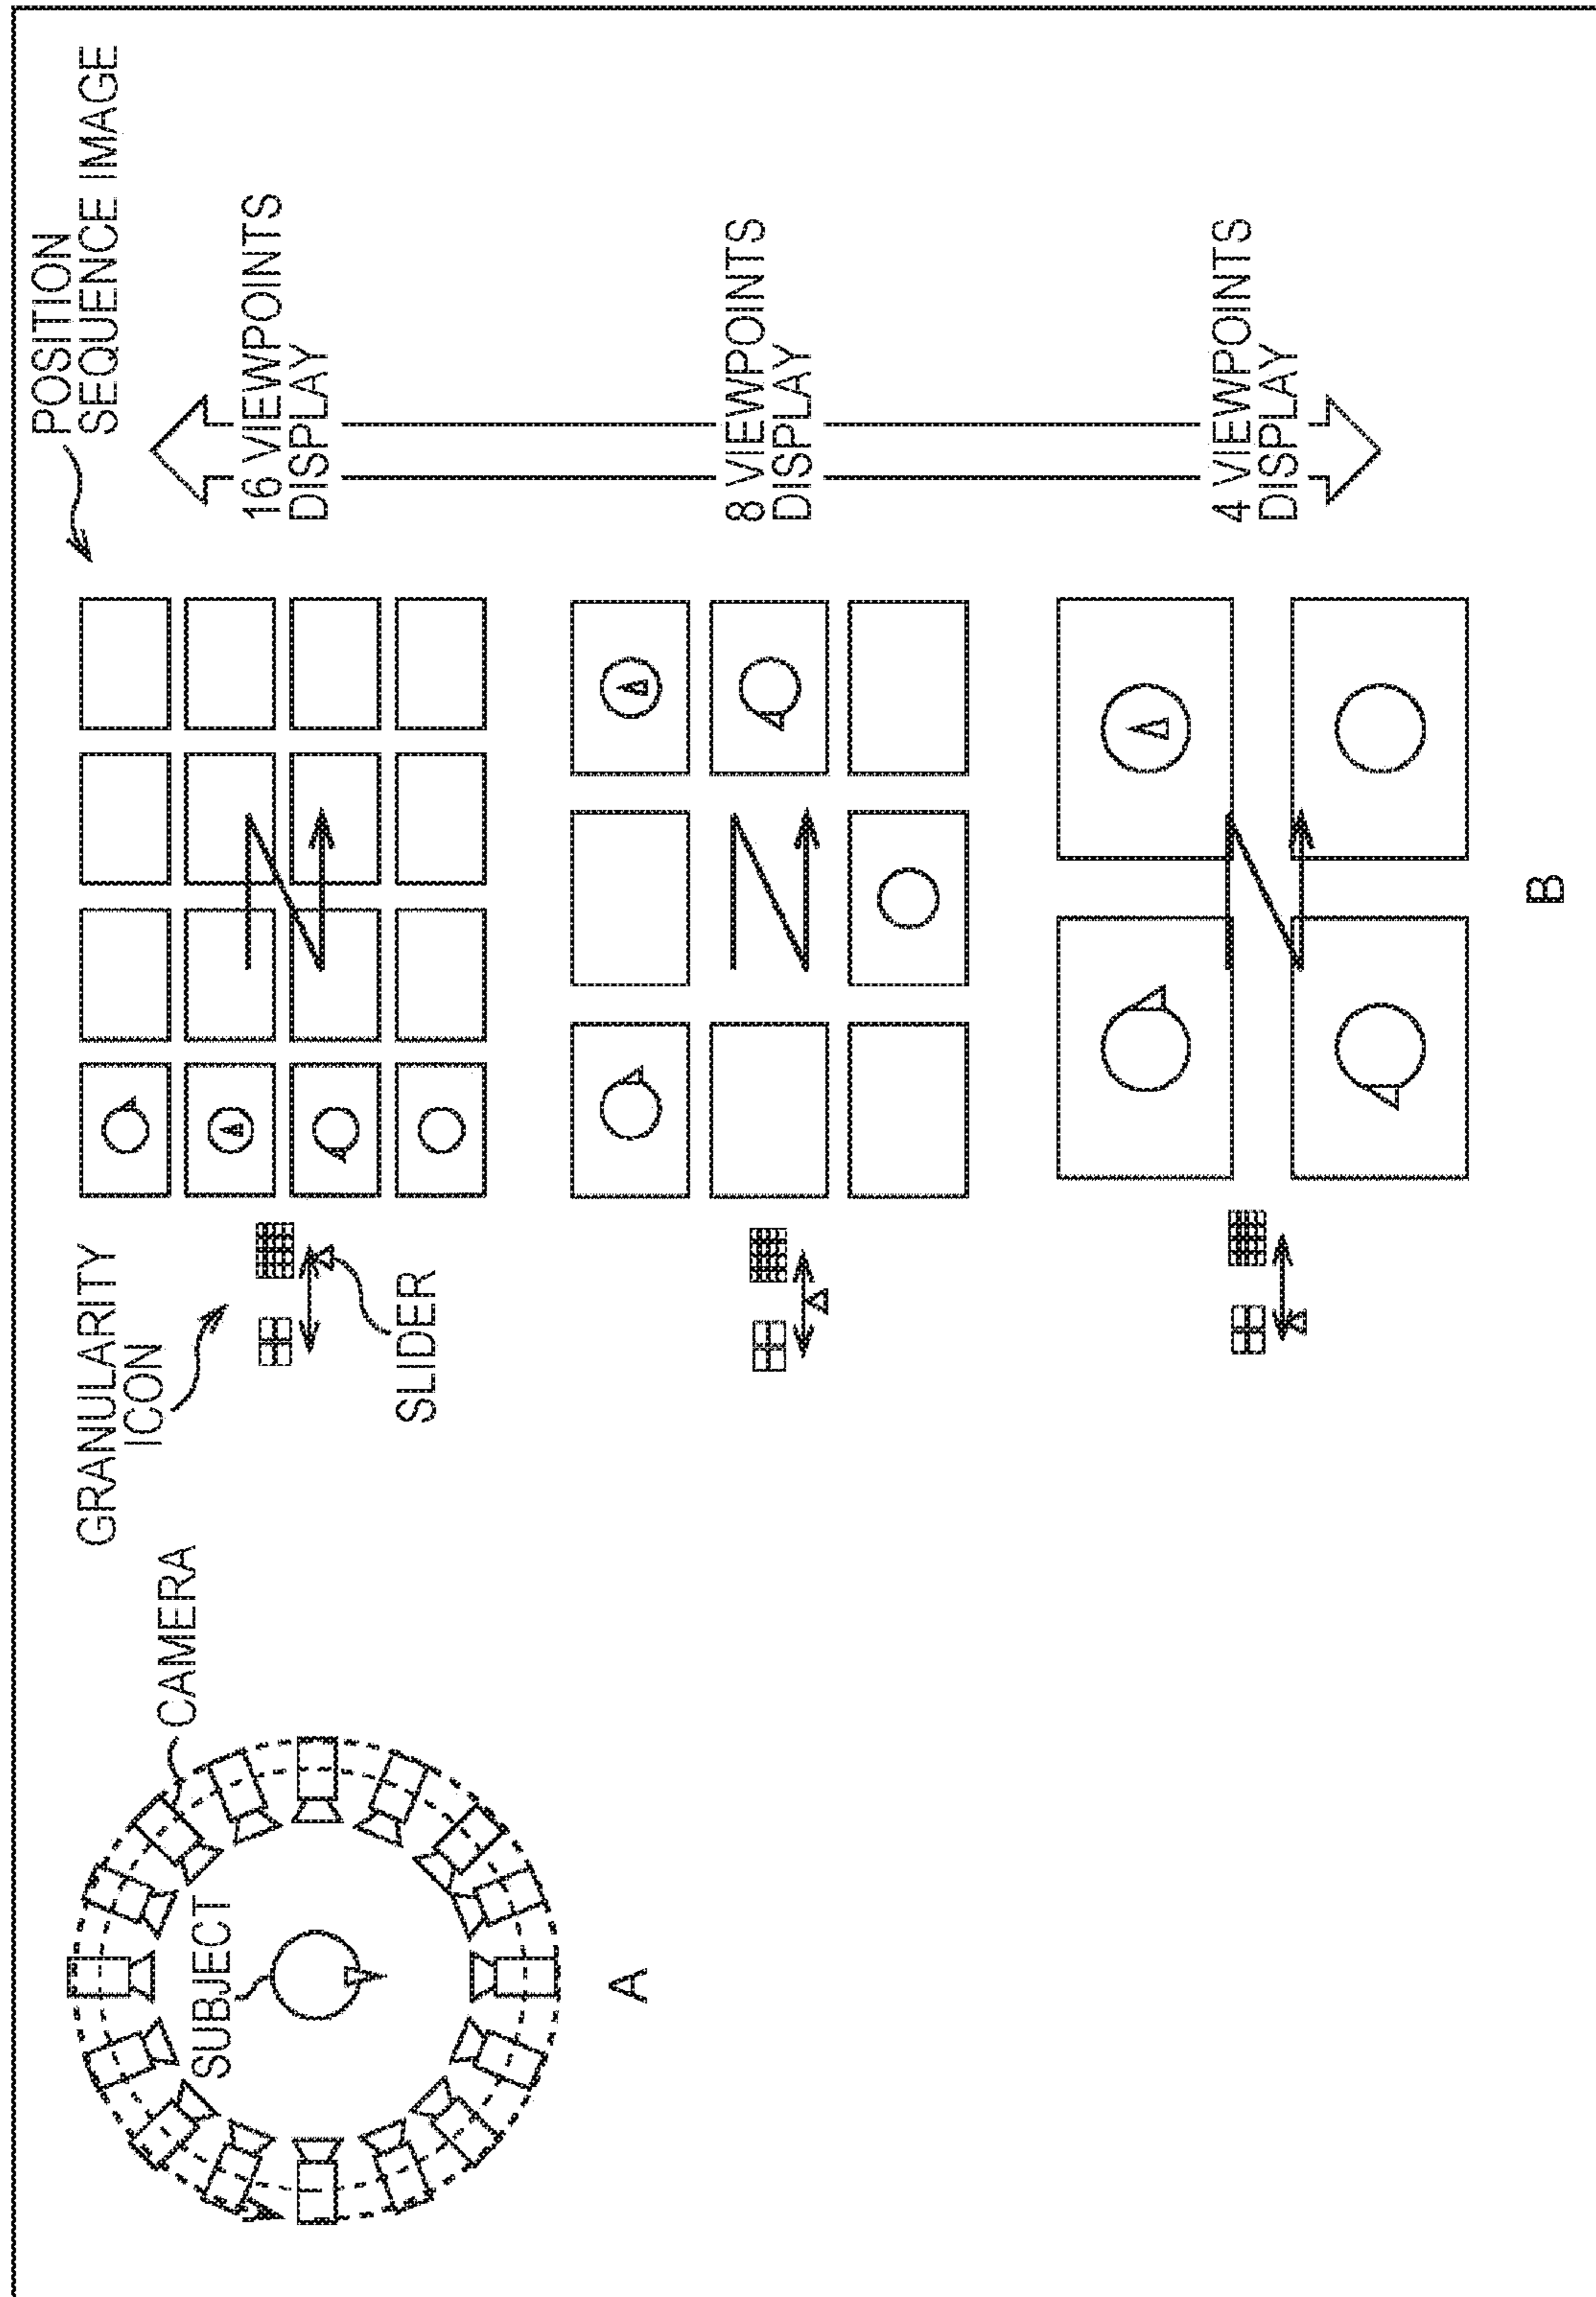 POSITION
SEQUENCE IMAGE
GRANULARITY
ICON
SLIDER
CAMERA
SUBJECT
16 VIEWPOINTS
DISPLAY
8 VIEWPOINTS
DISPLAY
4 VIEWPOINTS
DISPLAY
A
B